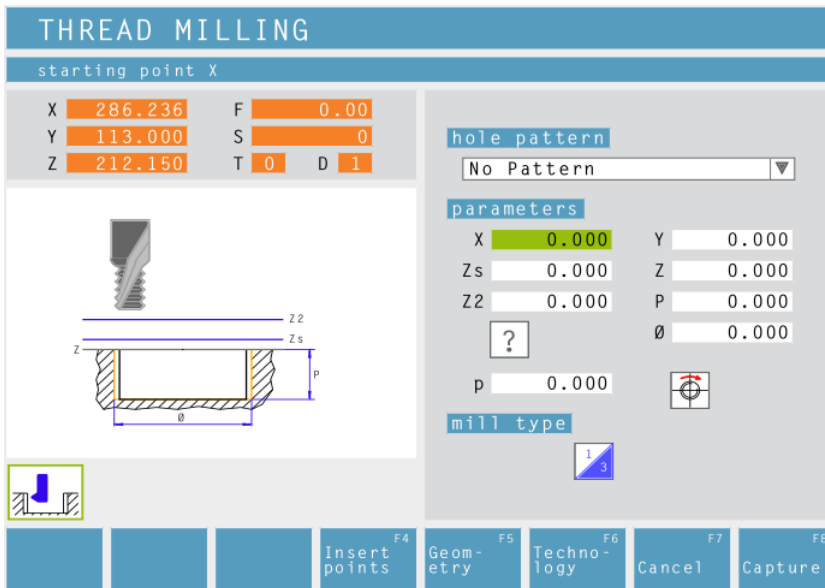 THREAD MILLING
starting point X
X 286.236 F 0.00
Y 113.000 S 0
Z 212.150 T 0 D 1
hole pattern
No Pattern
parameters
X 0.000 Y 0.000
Zs 0.000 Z 0.000
Z2 0.000 P 0.000
? Ø 0.000
p 0.000
mill type
1
3
Z2
Zs
Z
P
Ø
F4
Insert
points
F5
Geom-
etry
F6
Techno-
logy
F7
Cancel
F8
Capture